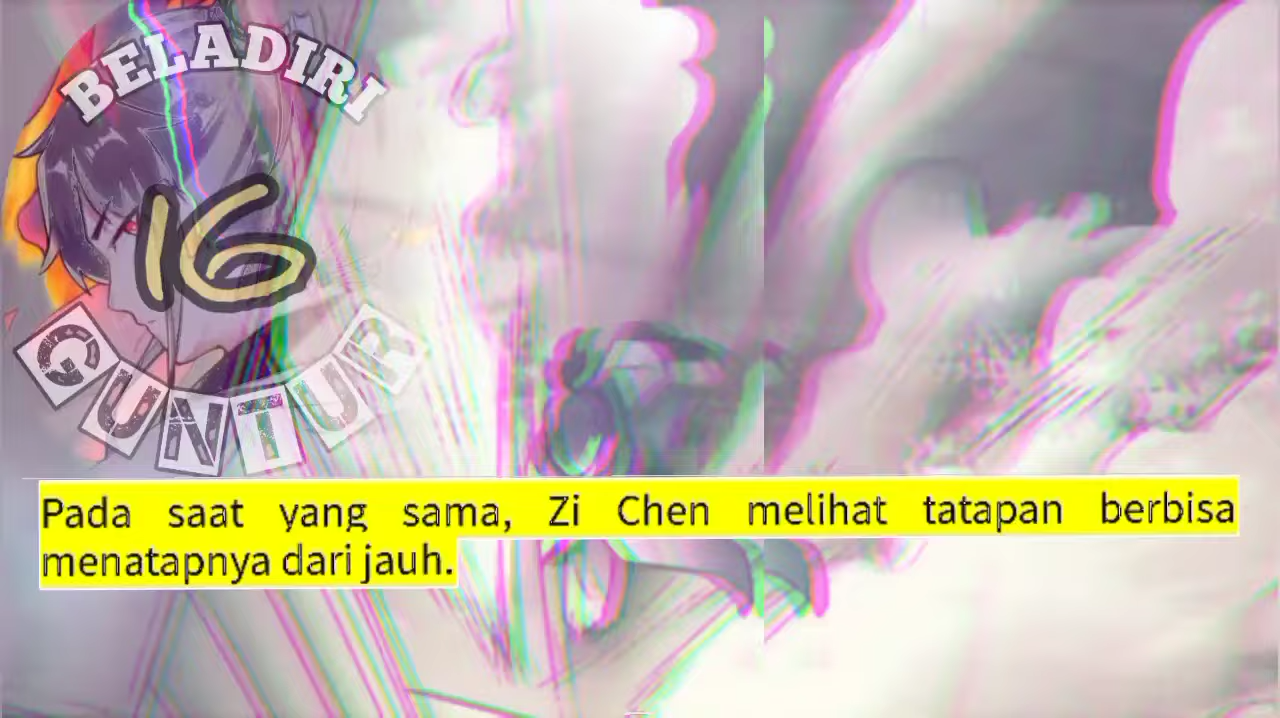 BELADIRI
16
GUNTUR
Pada saat yang sama, Zi Chen melihat tatapan berbisa
menatapnya dari jauh.